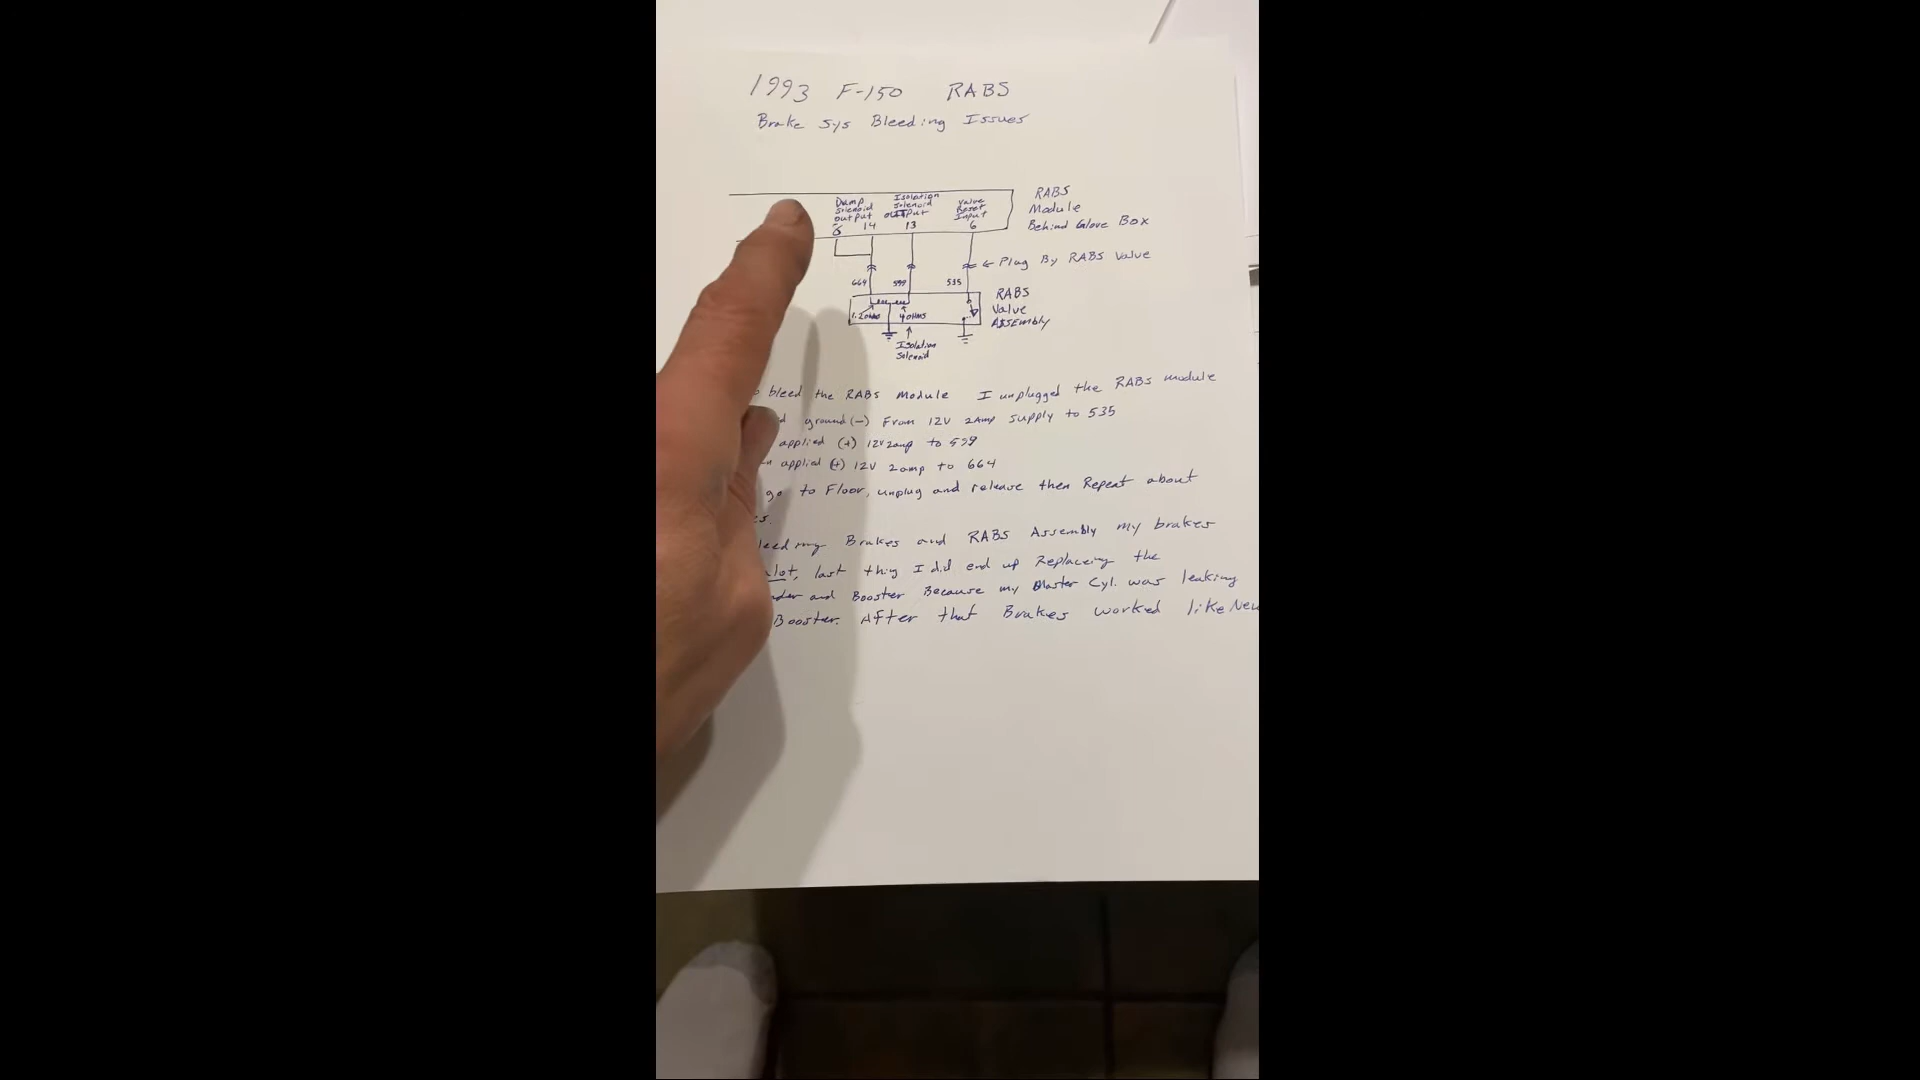 1993 F-150 RABS
Brake Sys Bleeding Issues
Dump Solenoid output
Isolation Solenoid output
Valve Reset Input
14
13
6
RABS
Module
Behind Glove Box
← Plug By RABS Valve
664
599
535
1.2 ohms
4 OHMS
RABS
Valve
ASSEmbly
Isolation
Solenoid
bleed the RABS Module I unplugged the RABS module
ground (-) From 12V 2Amp supply to 535
applied (+) 12V 2amp to 599
applied (+) 12V 2amp to 664
go to Floor, unplug and release then Repeat about
my Brakes and RABS Assembly my brakes
alot, last thing I did end up Replaceing the
and Booster Because my Master Cyl. was leaking
Booster. After that Brakes worked like New